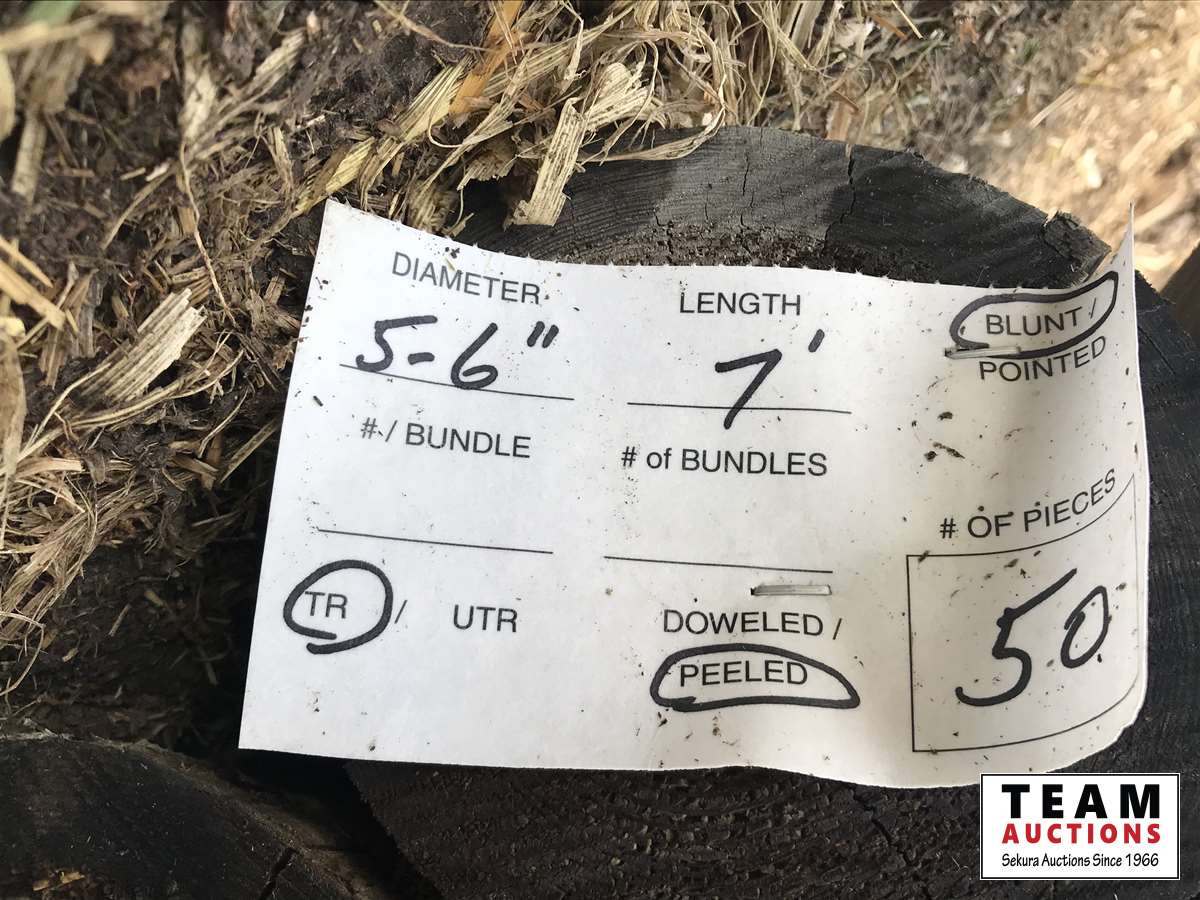 DIAMETER
5-6"
LENGTH
7'
BLUNT /
POINTED
# / BUNDLE
# of BUNDLES
# OF PIECES
50
TR / UTR
DOWELED /
PEELED
TEAM
AUCTIONS
Sekura Auctions Since 1966